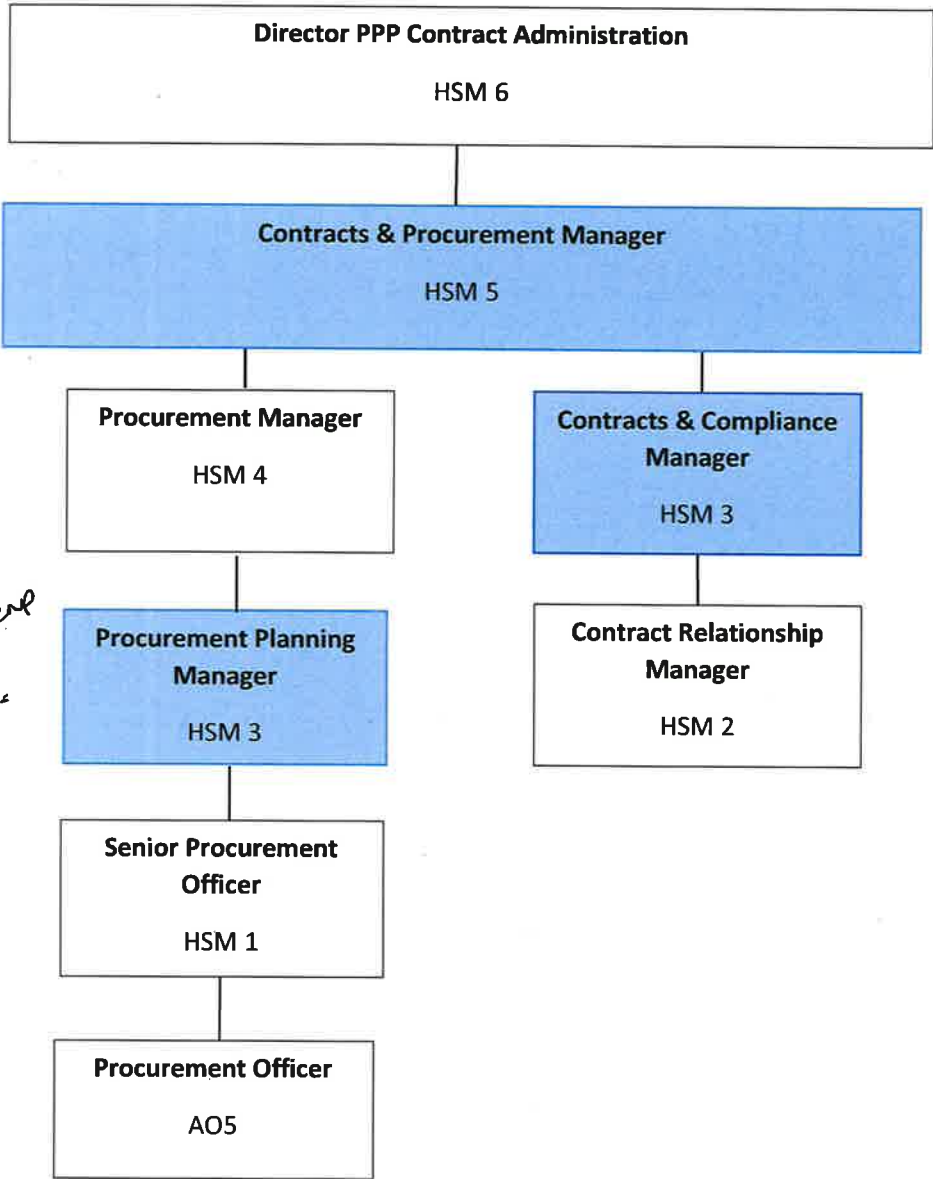 Director PPP Contract Administration
HSM 6
Contracts & Procurement Manager
HSM 5
Procurement Manager
HSM 4
Contracts & Compliance
Manager
HSM 3
Procurement Planning
Manager
HSM 3
Contract Relationship
Manager
HSM 2
Senior Procurement
Officer
HSM 1
Procurement Officer
AO5